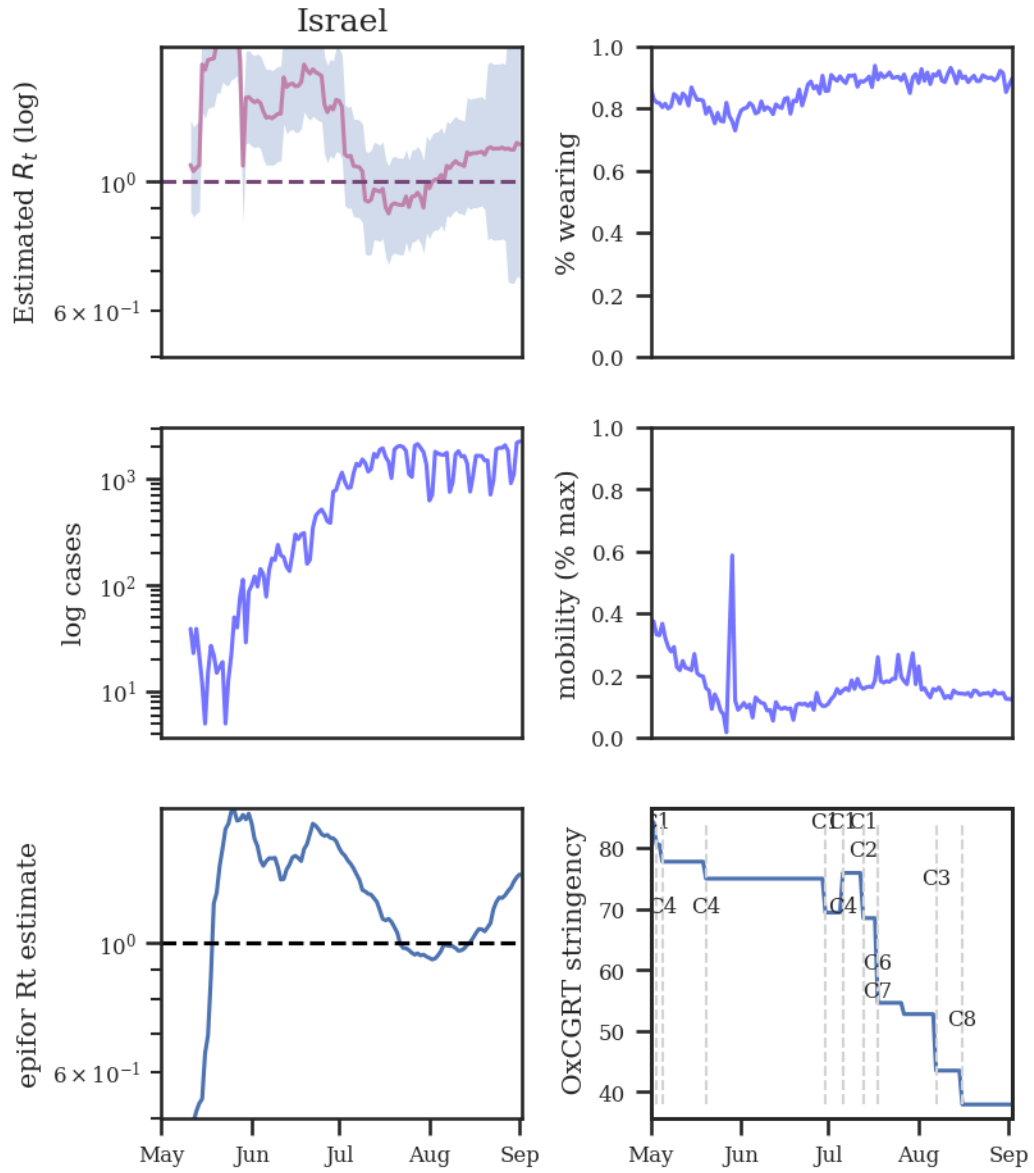 Israel
Estimated R_t (log)
10^0
6 × 10^-1
% wearing
1.0
0.8
0.6
0.4
0.2
0.0
log cases
10^3
10^2
10^1
mobility (% max)
1.0
0.8
0.6
0.4
0.2
0.0
epifor Rt estimate
10^0
6 × 10^-1
May Jun Jul Aug Sep
OxCGRT stringency
80
70
60
50
40
C1 C1 C1 C1
C2
C3
C4 C4 C4
C6
C7
C8
May Jun Jul Aug Sep